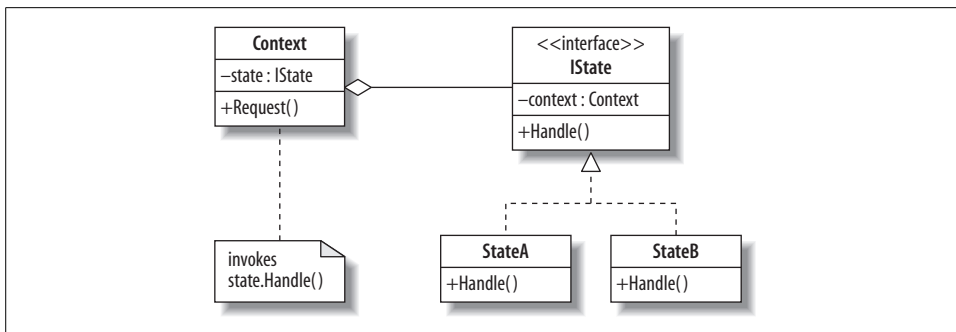 Context
–state : IState
+Request()
<<interface>>
IState
–context : Context
+Handle()
invokes
state.Handle()
StateA
+Handle()
StateB
+Handle()